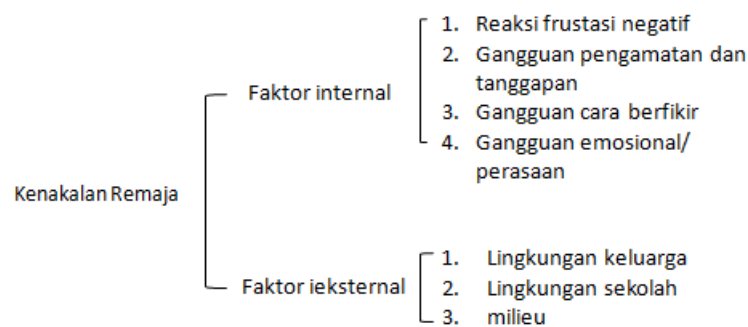 1. Reaksi frustasi negatif
2. Gangguan pengamatan dan
tanggapan
Faktor internal
3. Gangguan cara berfikir
4. Gangguan emosional/
perasaan
Kenakalan Remaja
1. Lingkungan keluarga
Faktor ieksternal
2. Lingkungan sekolah
3. milieu